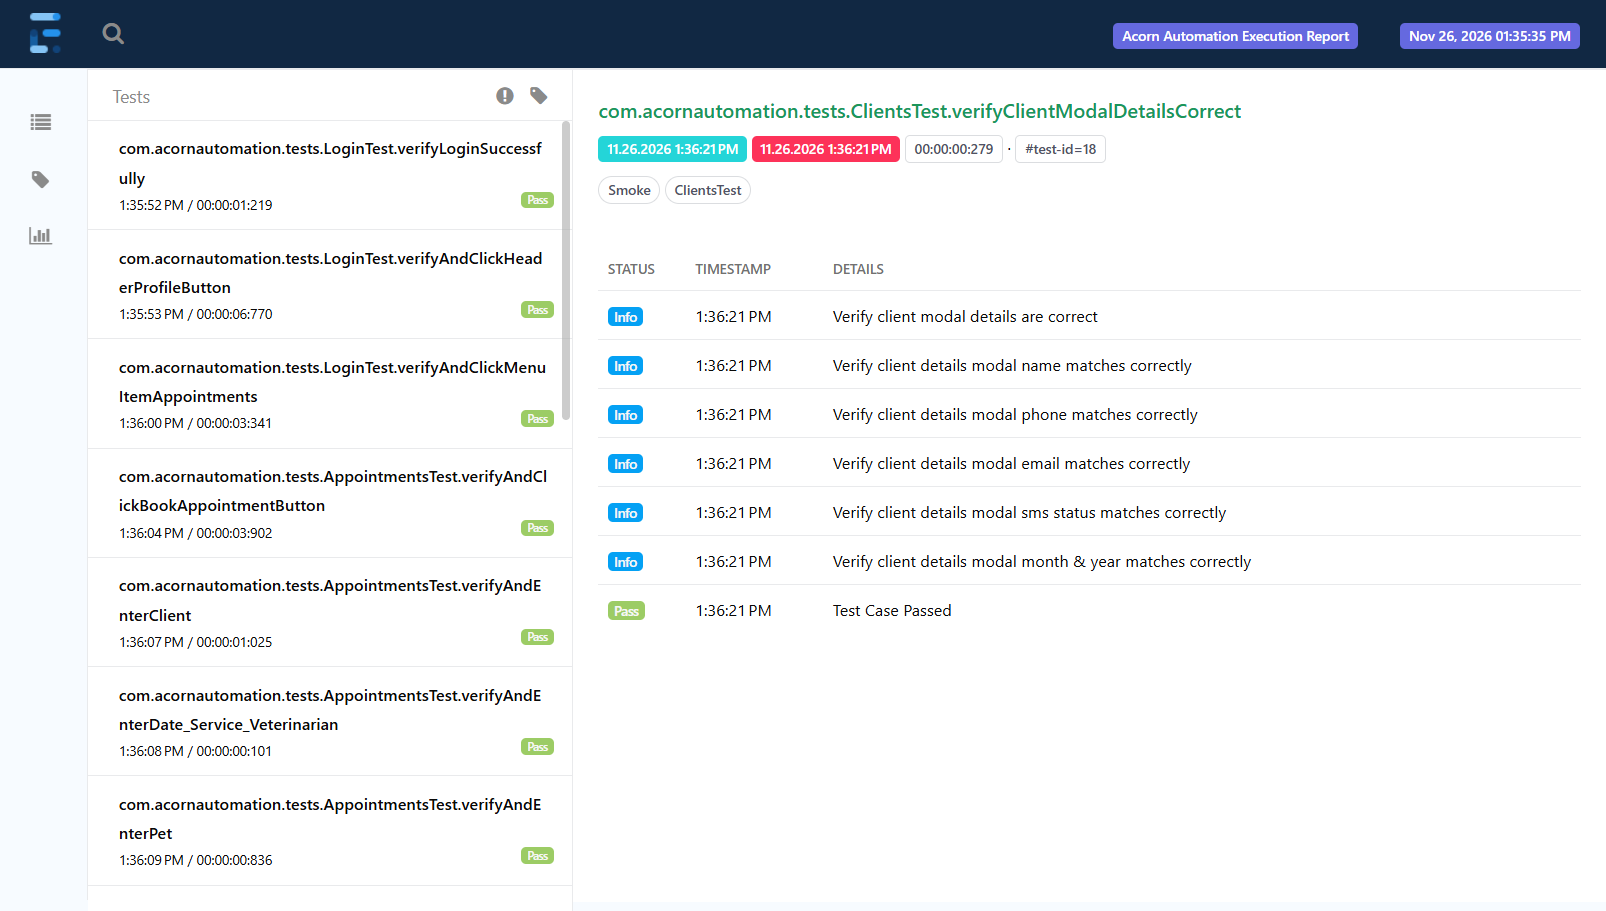 Acorn Automation Execution Report
Nov 26, 2026 01:35:35 PM
Tests
com.acornautomation.tests.LoginTest.verifyLoginSuccessf
ully
1:35:52 PM / 00:00:01:219
Pass
com.acornautomation.tests.LoginTest.verifyAndClickHead
erProfileButton
1:35:53 PM / 00:00:06:770
Pass
com.acornautomation.tests.LoginTest.verifyAndClickMenu
ItemAppointments
1:36:00 PM / 00:00:03:341
Pass
com.acornautomation.tests.AppointmentsTest.verifyAndCl
ickBookAppointmentButton
1:36:04 PM / 00:00:03:902
Pass
com.acornautomation.tests.AppointmentsTest.verifyAndE
nterClient
1:36:07 PM / 00:00:01:025
Pass
com.acornautomation.tests.AppointmentsTest.verifyAndE
nterDate_Service_Veterinarian
1:36:08 PM / 00:00:00:101
Pass
com.acornautomation.tests.AppointmentsTest.verifyAndE
nterPet
1:36:09 PM / 00:00:00:836
Pass
com.acornautomation.tests.ClientsTest.verifyClientModalDetailsCorrect
11.26.2026 1:36:21 PM 11.26.2026 1:36:21 PM 00:00:00:279 · #test-id=18
Smoke ClientsTest
STATUS TIMESTAMP DETAILS
Info 1:36:21 PM Verify client modal details are correct
Info 1:36:21 PM Verify client details modal name matches correctly
Info 1:36:21 PM Verify client details modal phone matches correctly
Info 1:36:21 PM Verify client details modal email matches correctly
Info 1:36:21 PM Verify client details modal sms status matches correctly
Info 1:36:21 PM Verify client details modal month & year matches correctly
Pass 1:36:21 PM Test Case Passed